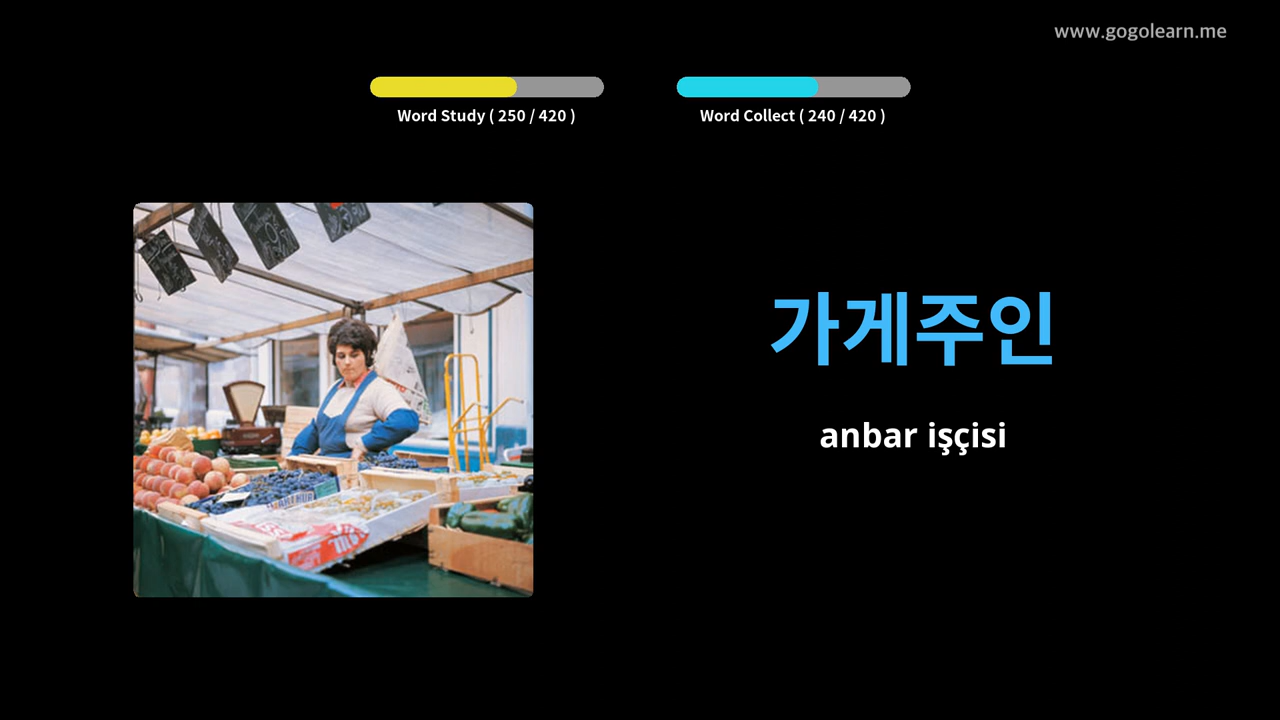 www.gogolearn.me
Word Study ( 250 / 420 )
Word Collect ( 240 / 420 )
가게주인
anbar işçisi